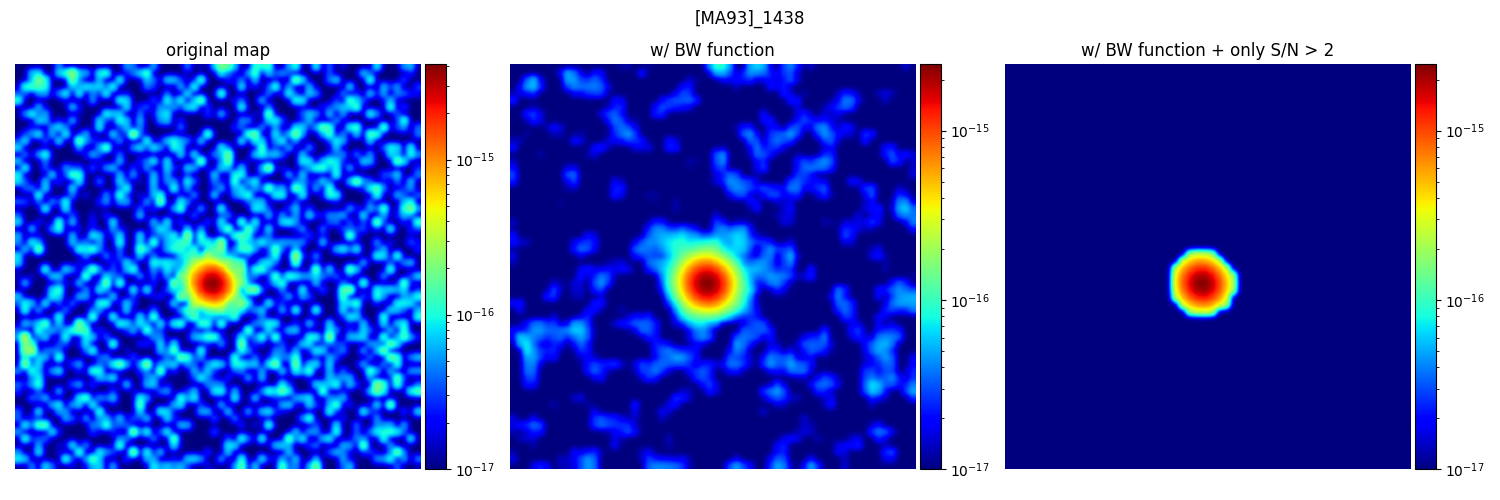 [MA93]_1438
original map
w/ BW function
w/ BW function + only S/N > 2
10⁻¹⁵
10⁻¹⁶
10⁻¹⁷
10⁻¹⁵
10⁻¹⁶
10⁻¹⁷
10⁻¹⁵
10⁻¹⁶
10⁻¹⁷